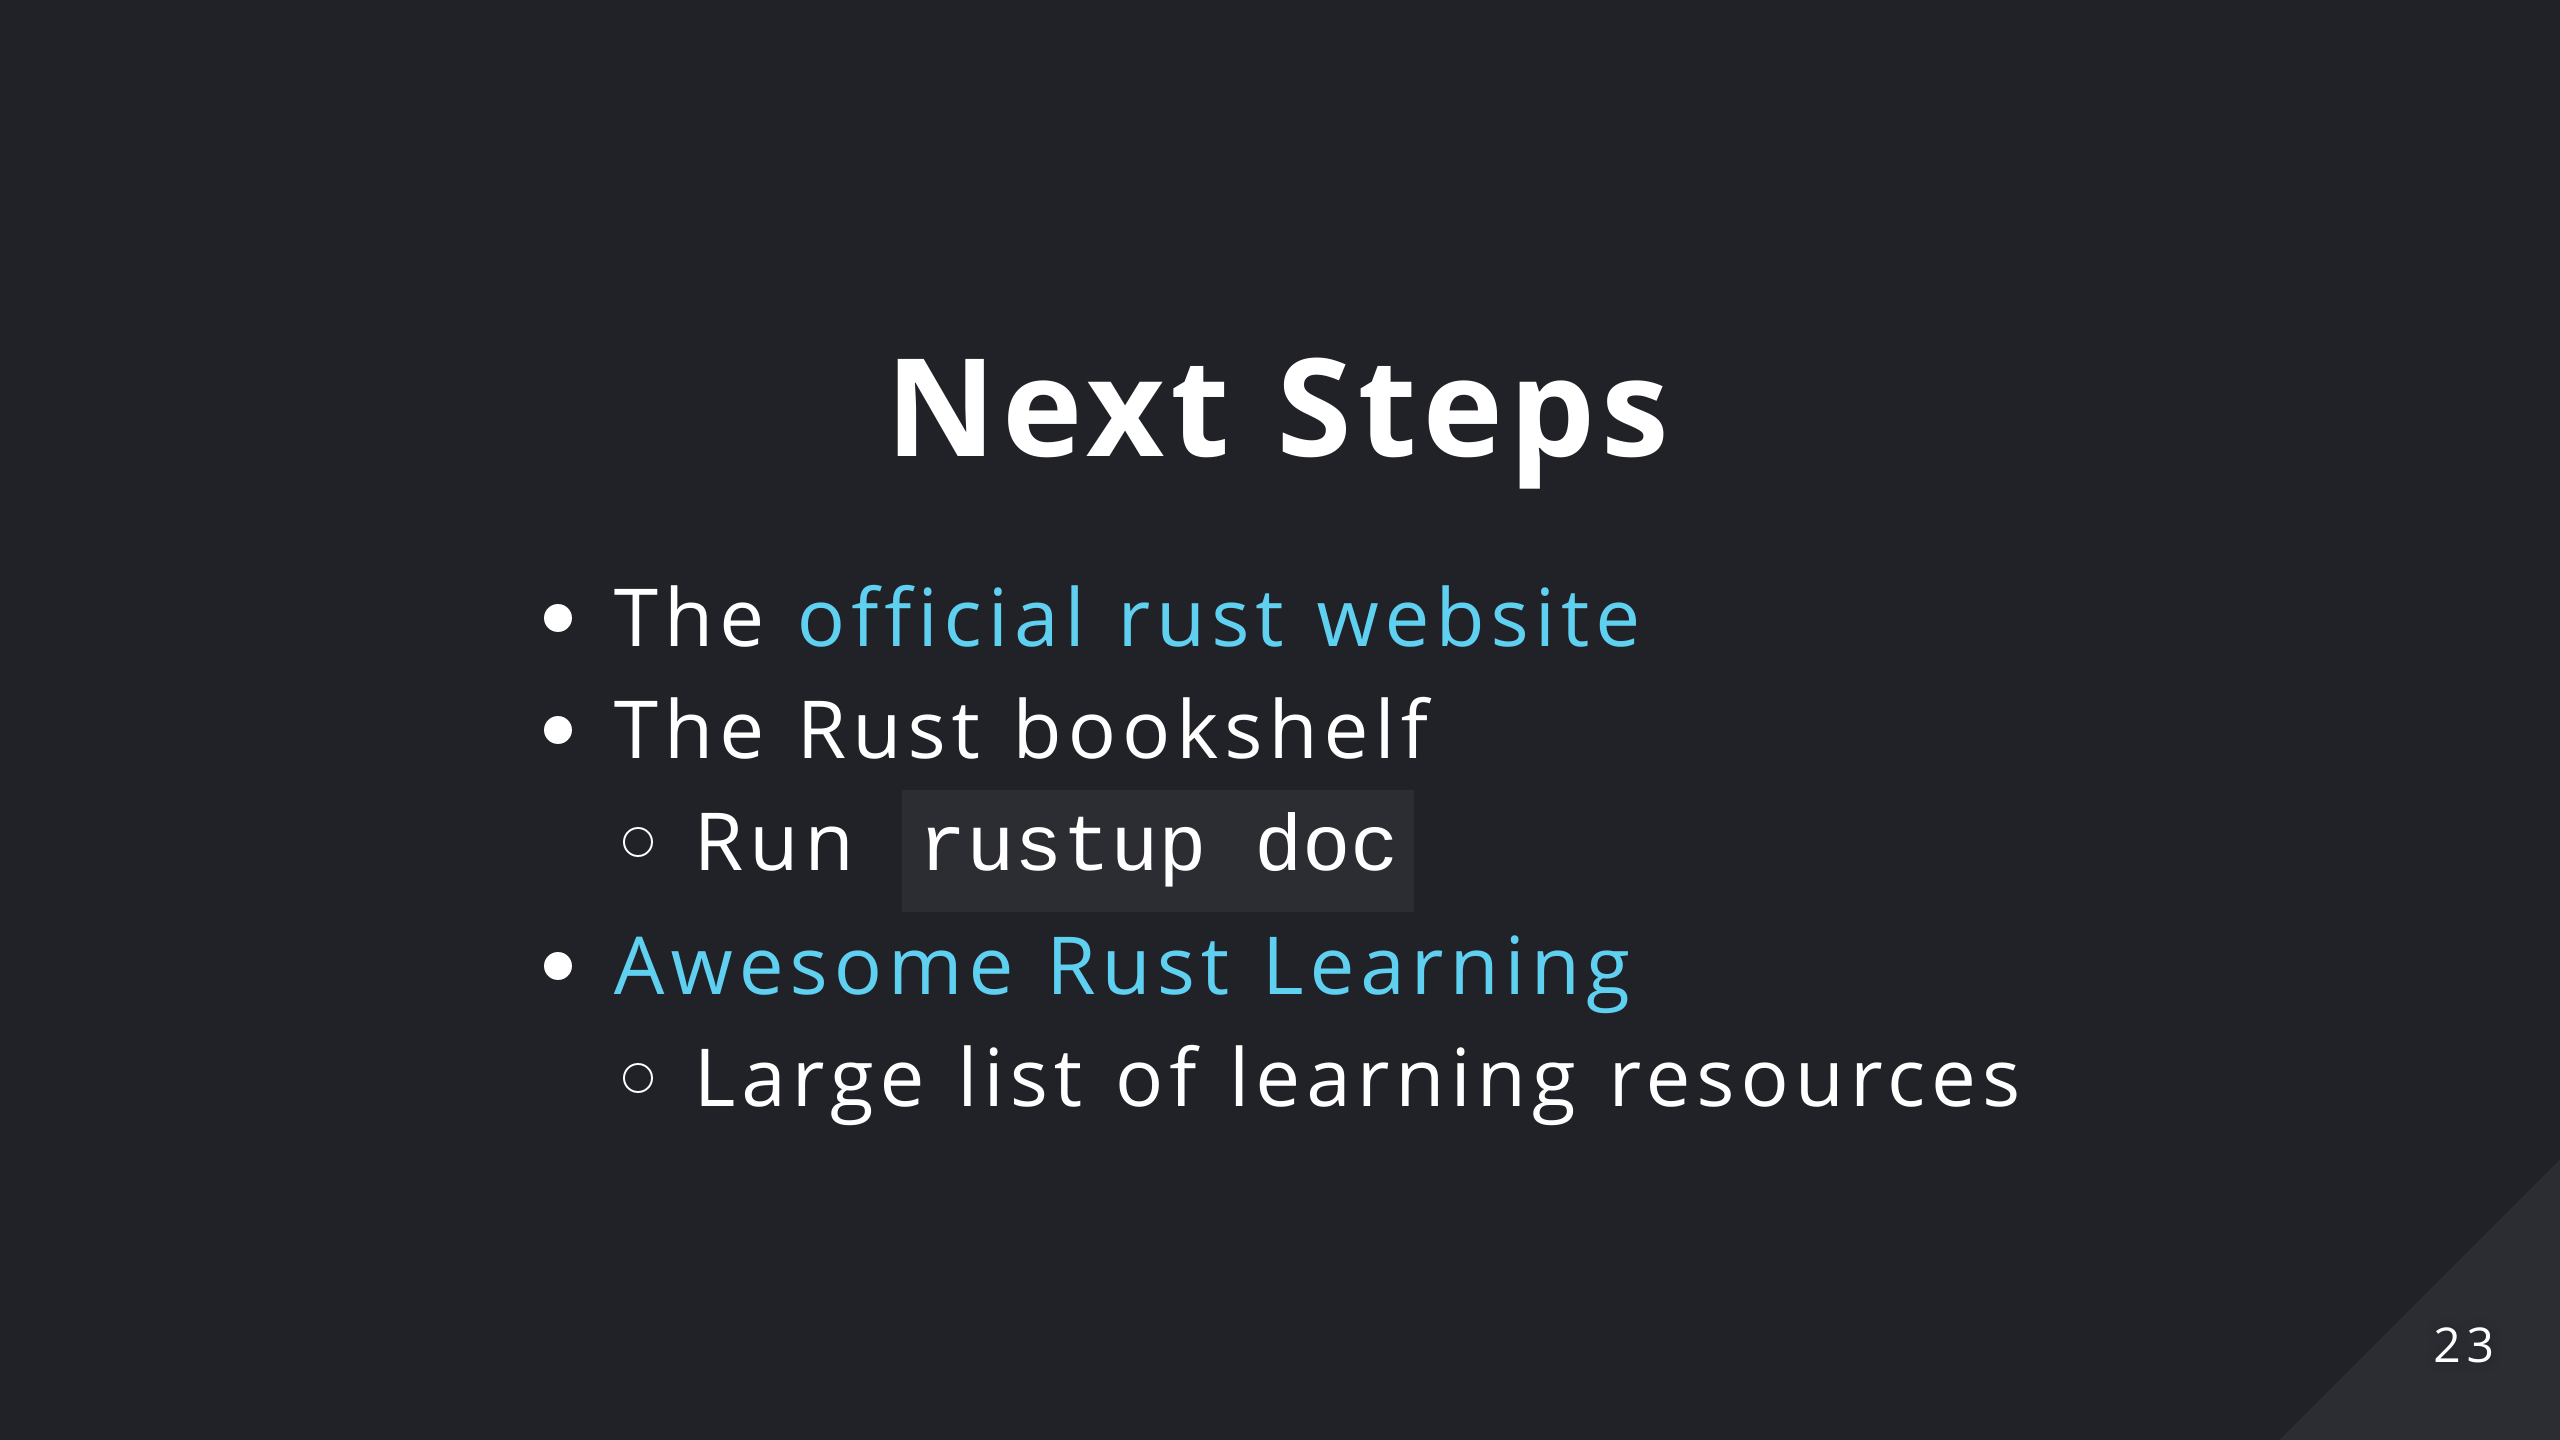 Next Steps
The official rust website
The Rust bookshelf
Run rustup doc
Awesome Rust Learning
Large list of learning resources
23